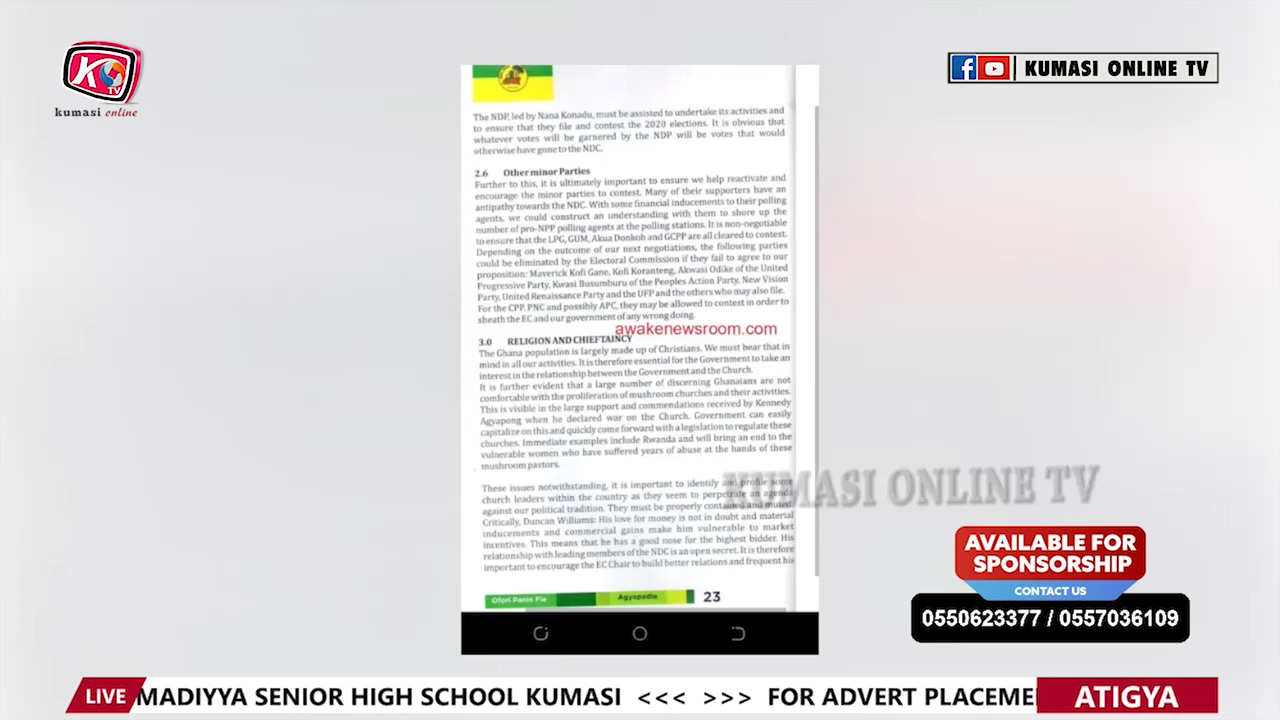 KTV
kumasi online
KUMASI ONLINE TV
The NDP, led by Nana Konadu, must be assisted to undertake its activities and
to ensure that they file and contest the 2020 elections. It is obvious that
whatever votes will be garnered by the NDP will be votes that would
otherwise have gone to the NDC.
2.6 Other minor Parties
Further to this, it is ultimately important to ensure we help reactivate and
encourage the minor parties to contest. Many of their supporters have an
antipathy towards the NDC. With some financial inducements to their polling
agents, we could construct an understanding with them to shore up the
number of pro-NPP polling agents at the polling stations. It is non-negotiable
to ensure that the LPG, GUM, Akua Donkoh and GCPP are all cleared to contest.
Depending on the outcome of our next negotiations, the following parties
could be eliminated by the Electoral Commission if they fail to agree to our
proposition: Maverick Kofi Gane, Kofi Koranteng, Akwasi Odike of the United
Progressive Party, Kwasi Busumburu of the Peoples Action Party, New Vision
Party, United Renaissance Party and the UFP and the others who may also file.
For the CPP, PNC and possibly APC, they may be allowed to contest in order to
sheath the EC and our government of any wrong doing.
awakenewsroom.com
3.0 RELIGION AND CHIEFTAINCY
The Ghana population is largely made up of Christians. We must bear that in
mind in all our activities. It is therefore essential for the Government to take an
interest in the relationship between the Government and the Church.
It is further evident that a large number of discerning Ghanaians are not
comfortable with the proliferation of mushroom churches and their activities.
This is visible in the large support and commendations received by Kennedy
Agyapong when he declared war on the Church. Government can easily
capitalize on this and quickly come forward with a legislation to regulate these
churches. Immediate examples include Rwanda and will bring an end to the
vulnerable women who have suffered years of abuse at the hands of these
mushroom pastors.
These issues notwithstanding, it is important to identify and profile some
church leaders within the country as they seem to perpetrate an agenda
against our political tradition. They must be properly contained and muted.
Critically, Duncan Williams: His love for money is not in doubt and material
inducements and commercial gains make him vulnerable to market
incentives. This means that he has a good nose for the highest bidder. His
relationship with leading members of the NDC is an open secret. It is therefore
important to encourage the EC Chair to build better relations and frequent his
Ofori Panin Fie Agyapadie 23
KUMASI ONLINE TV
AVAILABLE FOR
SPONSORSHIP
CONTACT US
0550623377 / 0557036109
LIVE MADIYYA SENIOR HIGH SCHOOL KUMASI <<< >>> FOR ADVERT PLACEME ATIGYA